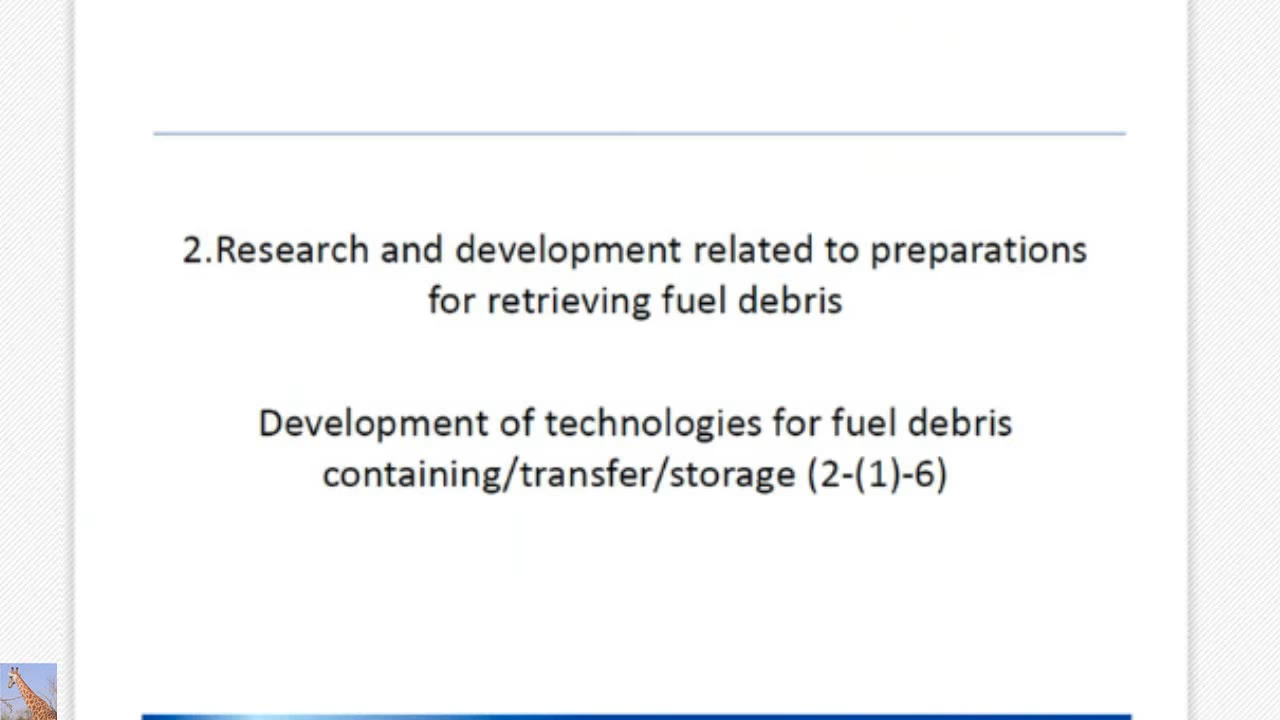 2.Research and development related to preparations
for retrieving fuel debris
Development of technologies for fuel debris
containing/transfer/storage (2-(1)-6)